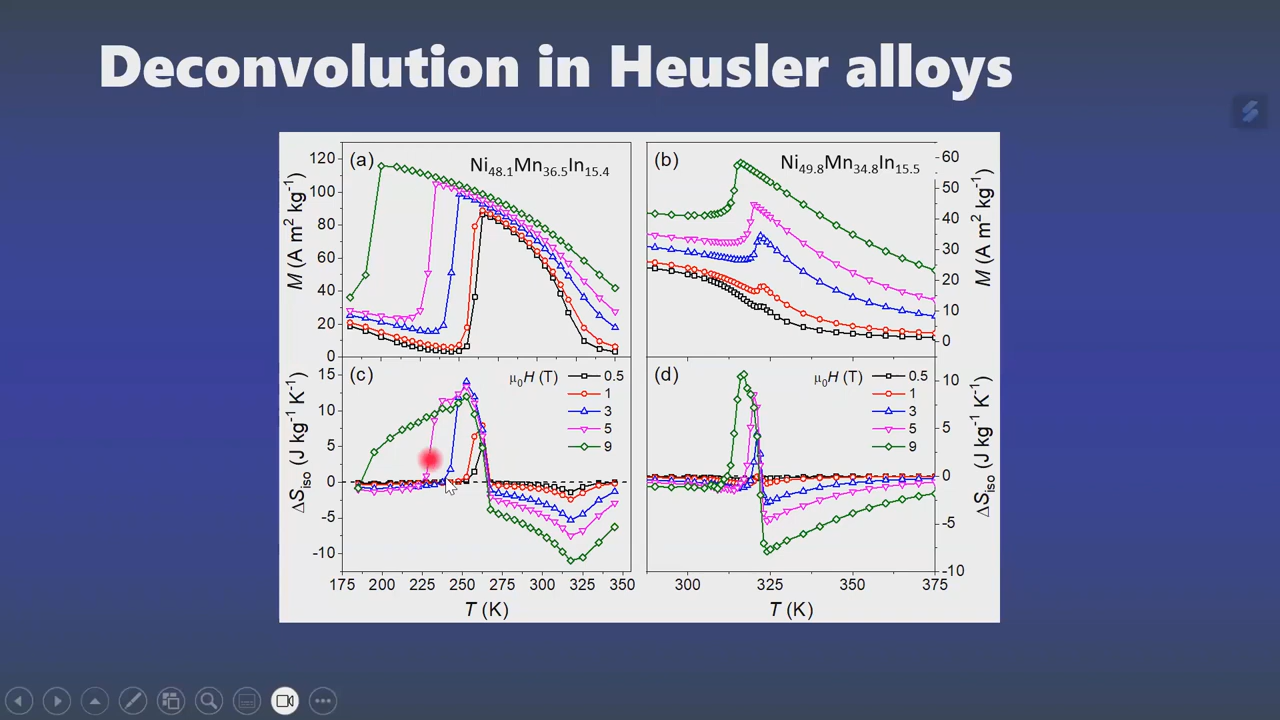 Deconvolution in Heusler alloys
(a) Ni48.1Mn36.5In15.4
(b) Ni49.8Mn34.8In15.5
M (A m² kg⁻¹)
120
100
80
60
40
20
0
60
50
40
30
20
10
0
M (A m² kg⁻¹)
(c) μ₀H (T)
0.5
1
3
5
9
(d) μ₀H (T)
0.5
1
3
5
9
ΔSiso (J kg⁻¹ K⁻¹)
15
10
5
0
-5
-10
10
5
0
-5
-10
ΔSiso (J kg⁻¹ K⁻¹)
175 200 225 250 275 300 325 350
300 325 350 375
T (K)
T (K)